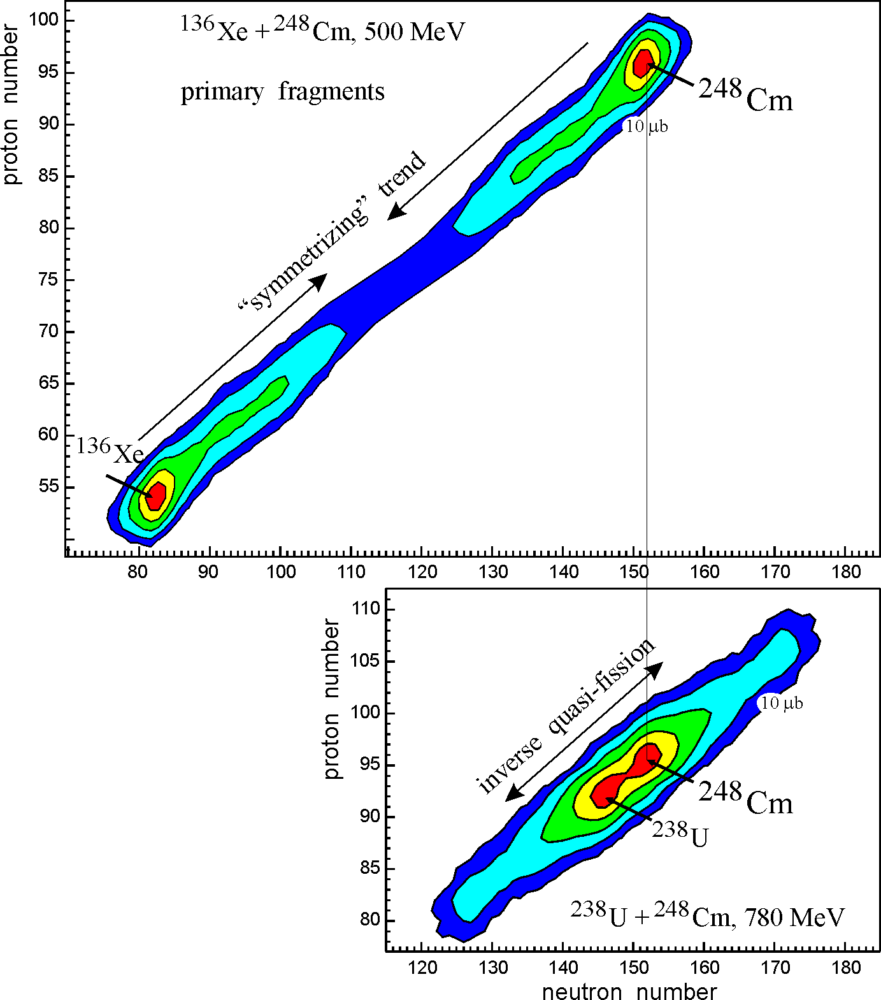 ¹³⁶Xe + ²⁴⁸Cm, 500 MeV
primary fragments
proton number
100
95
90
85
80
75
70
65
60
55
²⁴⁸Cm
10 μb
“symmetrizing” trend
¹³⁶Xe
80 90 100 110 120 130 140 150 160 170 180
proton number
110
105
100
95
90
85
80
inverse quasi-fission
10 μb
²⁴⁸Cm
²³⁸U
²³⁸U + ²⁴⁸Cm, 780 MeV
120 130 140 150 160 170 180
neutron number